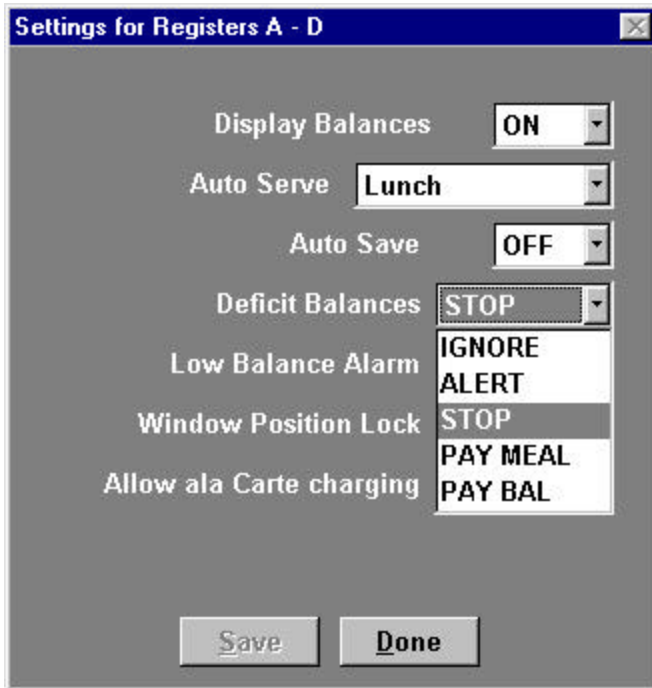 Settings for Registers A - D
Display Balances ON
Auto Serve Lunch
Auto Save OFF
Deficit Balances STOP
IGNORE
Low Balance Alarm
ALERT
STOP
Window Position Lock
PAY MEAL
Allow ala Carte charging
PAY BAL
Save Done